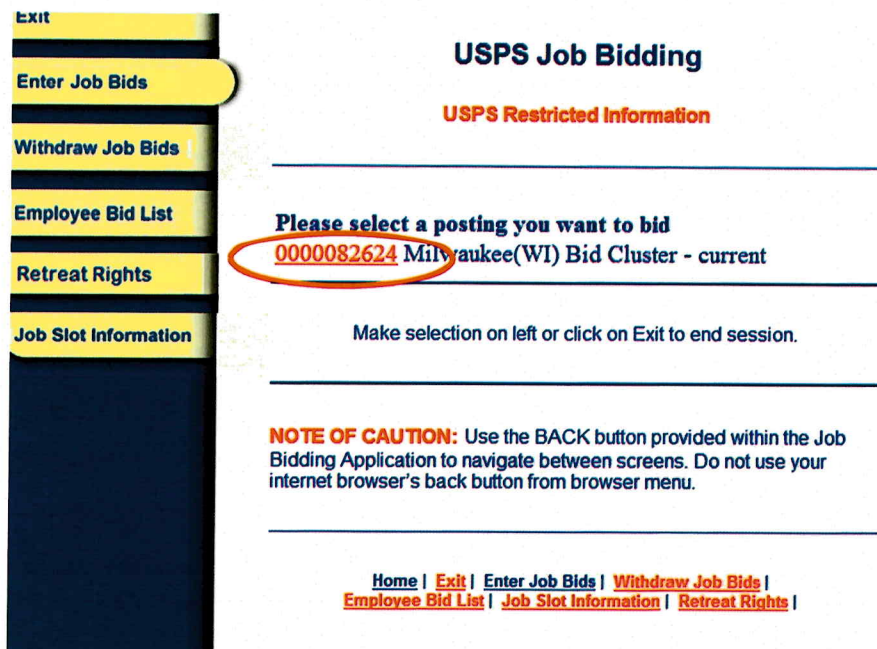 Exit
Enter Job Bids
Withdraw Job Bids
Employee Bid List
Retreat Rights
Job Slot Information
USPS Job Bidding
USPS Restricted Information
Please select a posting you want to bid
0000082624 Milwaukee(WI) Bid Cluster - current
Make selection on left or click on Exit to end session.
NOTE OF CAUTION: Use the BACK button provided within the Job
Bidding Application to navigate between screens. Do not use your
internet browser's back button from browser menu.
Home | Exit | Enter Job Bids | Withdraw Job Bids |
Employee Bid List | Job Slot Information | Retreat Rights |